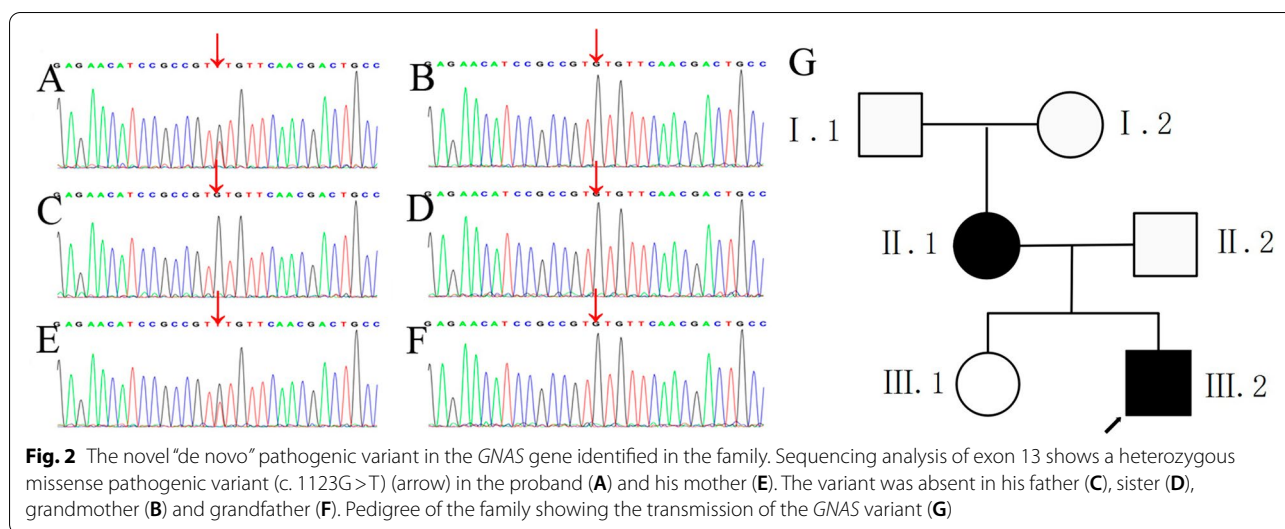 A
GAGAACATCCGCCGTTTGTTCAACGACTGCC
B
GAGAACATCCGCCGTGTGTTCAACGACTGCC
C
GAGAACATCCGCCGTGTGTTCAACGACTGCC
D
GAGAACATCCGCCGTGTGTTCAACGACTGCC
E
GAGAACATCCGCCGTTTGTTCAACGACTGCC
F
GAGAACATCCGCCGTGTGTTCAACGACTGCC
G
I.1
I.2
II.1
II.2
III.1
III.2
Fig. 2 The novel “de novo” pathogenic variant in the GNAS gene identified in the family. Sequencing analysis of exon 13 shows a heterozygous
missense pathogenic variant (c. 1123G > T) (arrow) in the proband (A) and his mother (E). The variant was absent in his father (C), sister (D),
grandmother (B) and grandfather (F). Pedigree of the family showing the transmission of the GNAS variant (G)